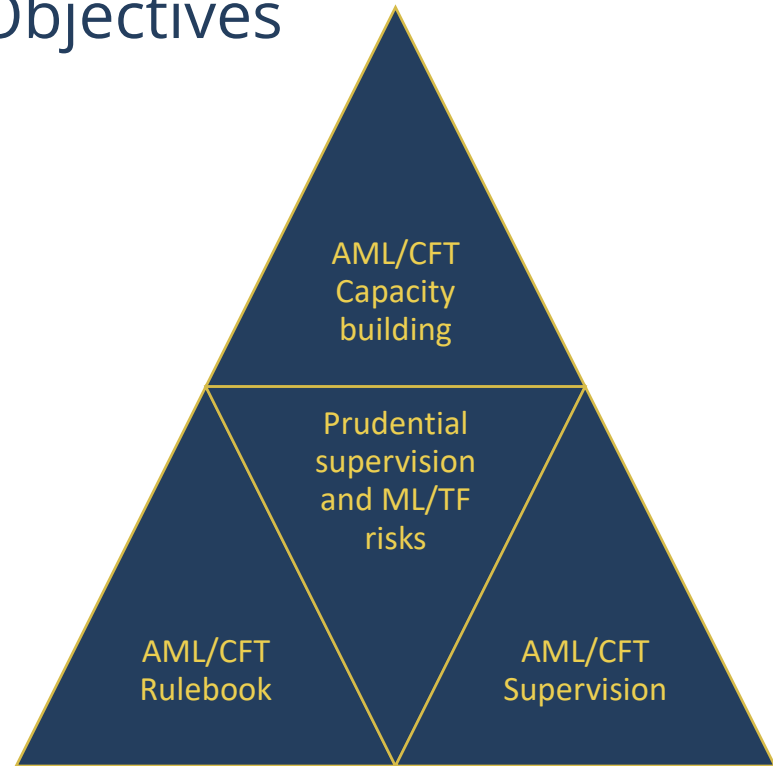 Objectives
AML/CFT
Capacity
building
Prudential
supervision
and ML/TF
risks
AML/CFT
Rulebook
AML/CFT
Supervision